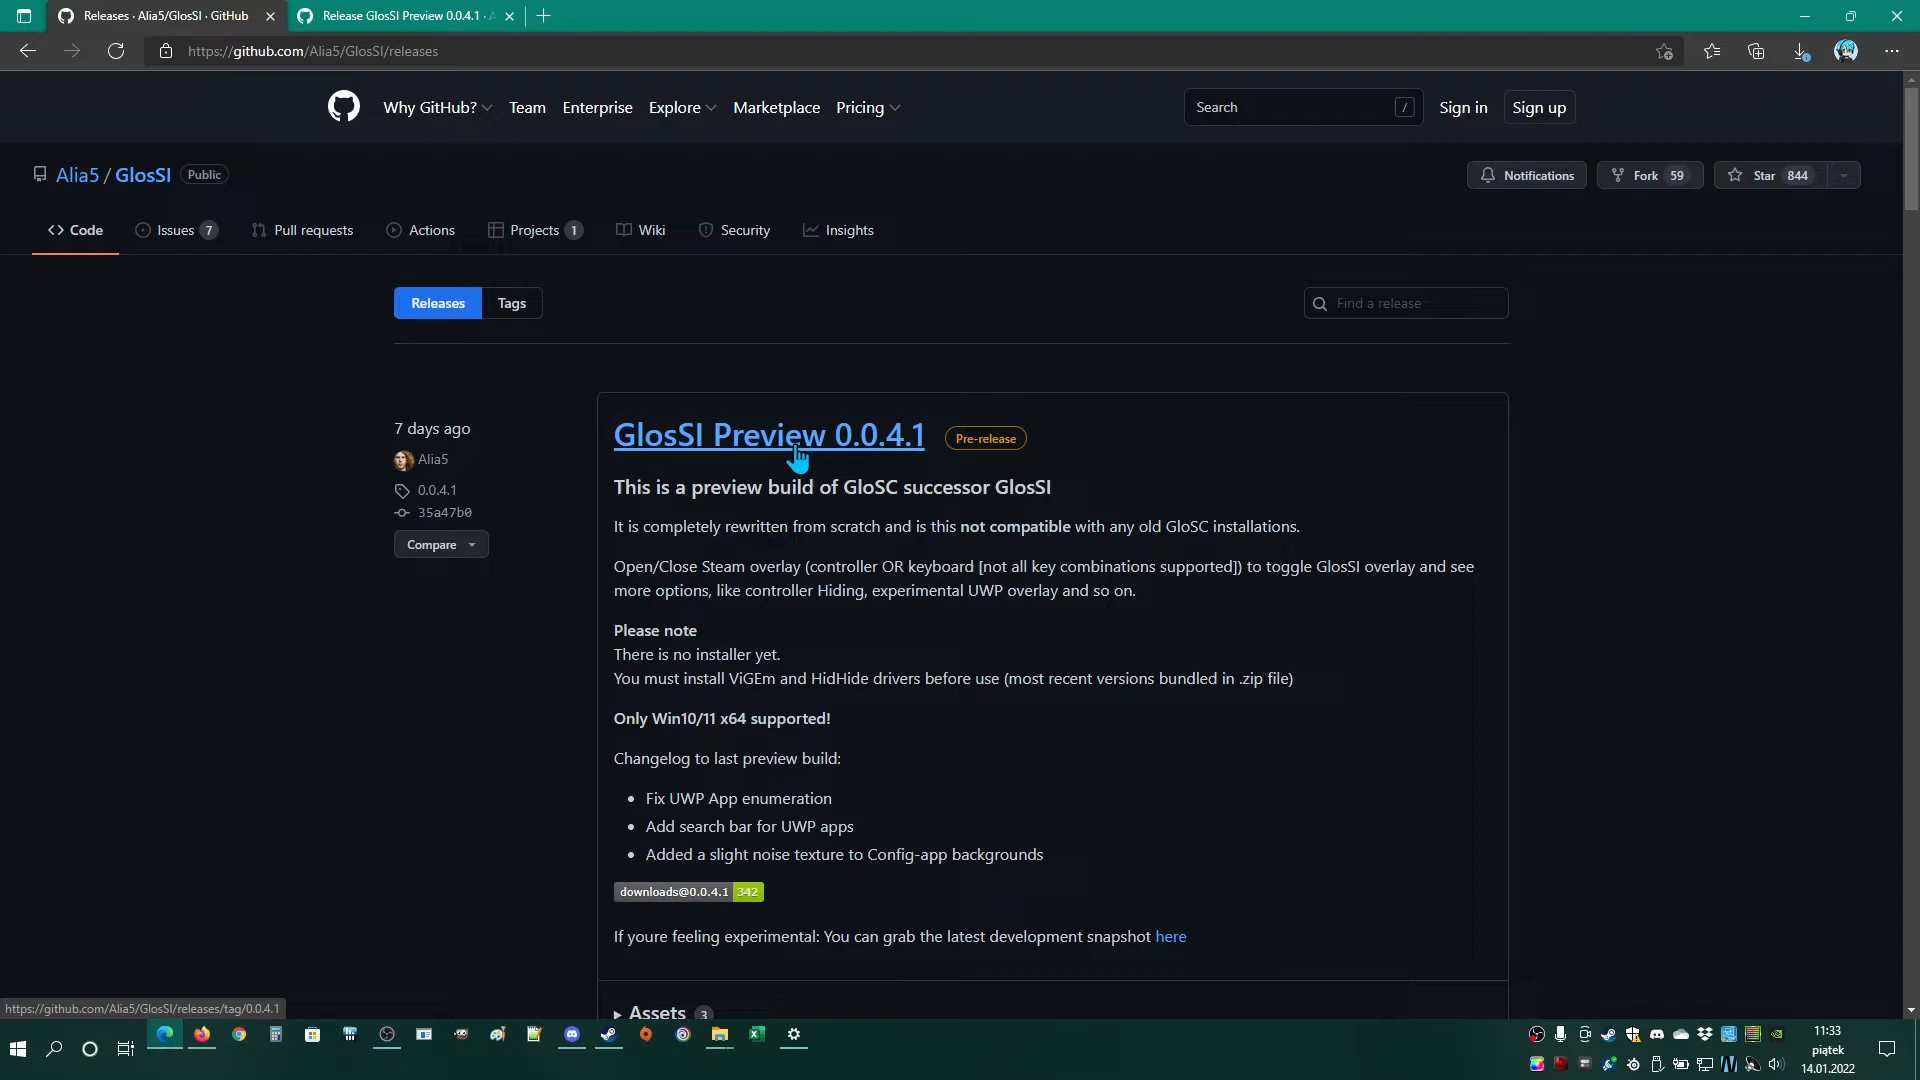 Releases · Alia5/GlosSI · GitHub
Release GlosSI Preview 0.0.4.1 ·
https://github.com/Alia5/GlosSI/releases
Why GitHub?
Team
Enterprise
Explore
Marketplace
Pricing
Search
/
Sign in
Sign up
Alia5 / GlosSI
Public
Notifications
Fork 59
Star 844
Code
Issues 7
Pull requests
Actions
Projects 1
Wiki
Security
Insights
Releases
Tags
Find a release
7 days ago
Alia5
0.0.4.1
35a47b0
Compare
GlosSI Preview 0.0.4.1
Pre-release
This is a preview build of GloSC successor GlosSI
It is completely rewritten from scratch and is this not compatible with any old GloSC installations.
Open/Close Steam overlay (controller OR keyboard [not all key combinations supported]) to toggle GlosSI overlay and see
more options, like controller Hiding, experimental UWP overlay and so on.
Please note
There is no installer yet.
You must install ViGEm and HidHide drivers before use (most recent versions bundled in .zip file)
Only Win10/11 x64 supported!
Changelog to last preview build:
Fix UWP App enumeration
Add search bar for UWP apps
Added a slight noise texture to Config-app backgrounds
downloads@0.0.4.1 342
If youre feeling experimental: You can grab the latest development snapshot here
Assets 3
https://github.com/Alia5/GlosSI/releases/tag/0.0.4.1
11:33
piątek
14.01.2022